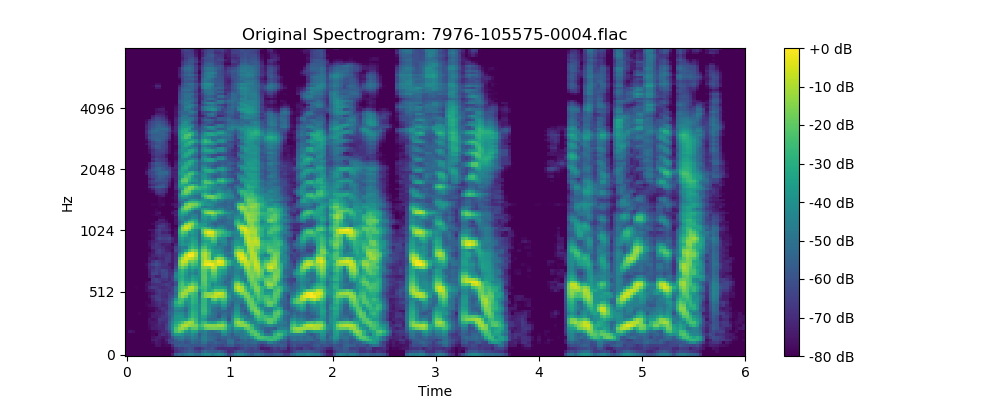 Original Spectrogram: 7976-105575-0004.flac
Hz
4096
2048
1024
512
0
0 1 2 3 4 5 6
Time
+0 dB
-10 dB
-20 dB
-30 dB
-40 dB
-50 dB
-60 dB
-70 dB
-80 dB